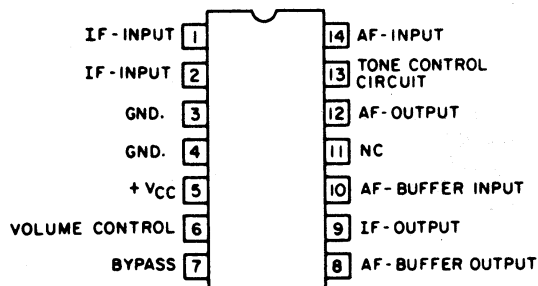 IF-INPUT 1
IF-INPUT 2
GND. 3
GND. 4
+VCC 5
VOLUME CONTROL 6
BYPASS 7
14 AF-INPUT
13 TONE CONTROL
CIRCUIT
12 AF-OUTPUT
11 NC
10 AF-BUFFER INPUT
9 IF-OUTPUT
8 AF-BUFFER OUTPUT